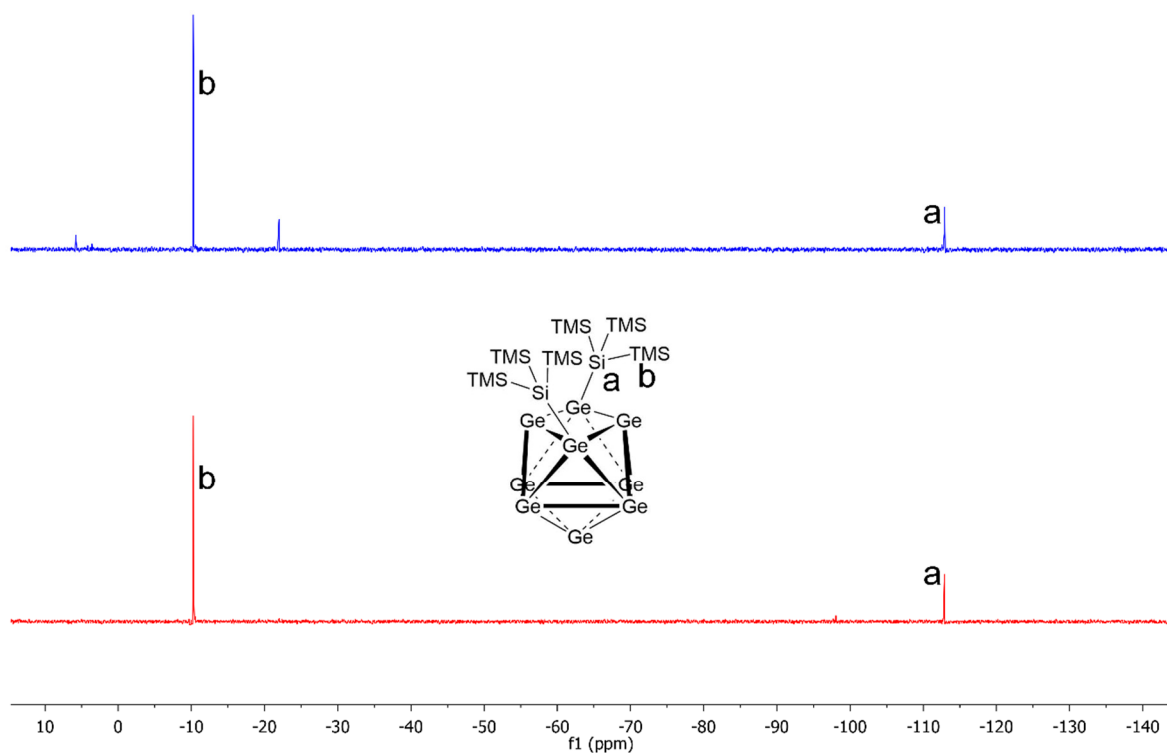 b
a
TMS TMS
TMS TMS Si TMS
TMS a b
Si
Ge
Ge Ge
Ge
Ge Ge
Ge Ge
Ge
b
a
10 0 -10 -20 -30 -40 -50 -60 -70 -80 -90 -100 -110 -120 -130 -140
f1 (ppm)